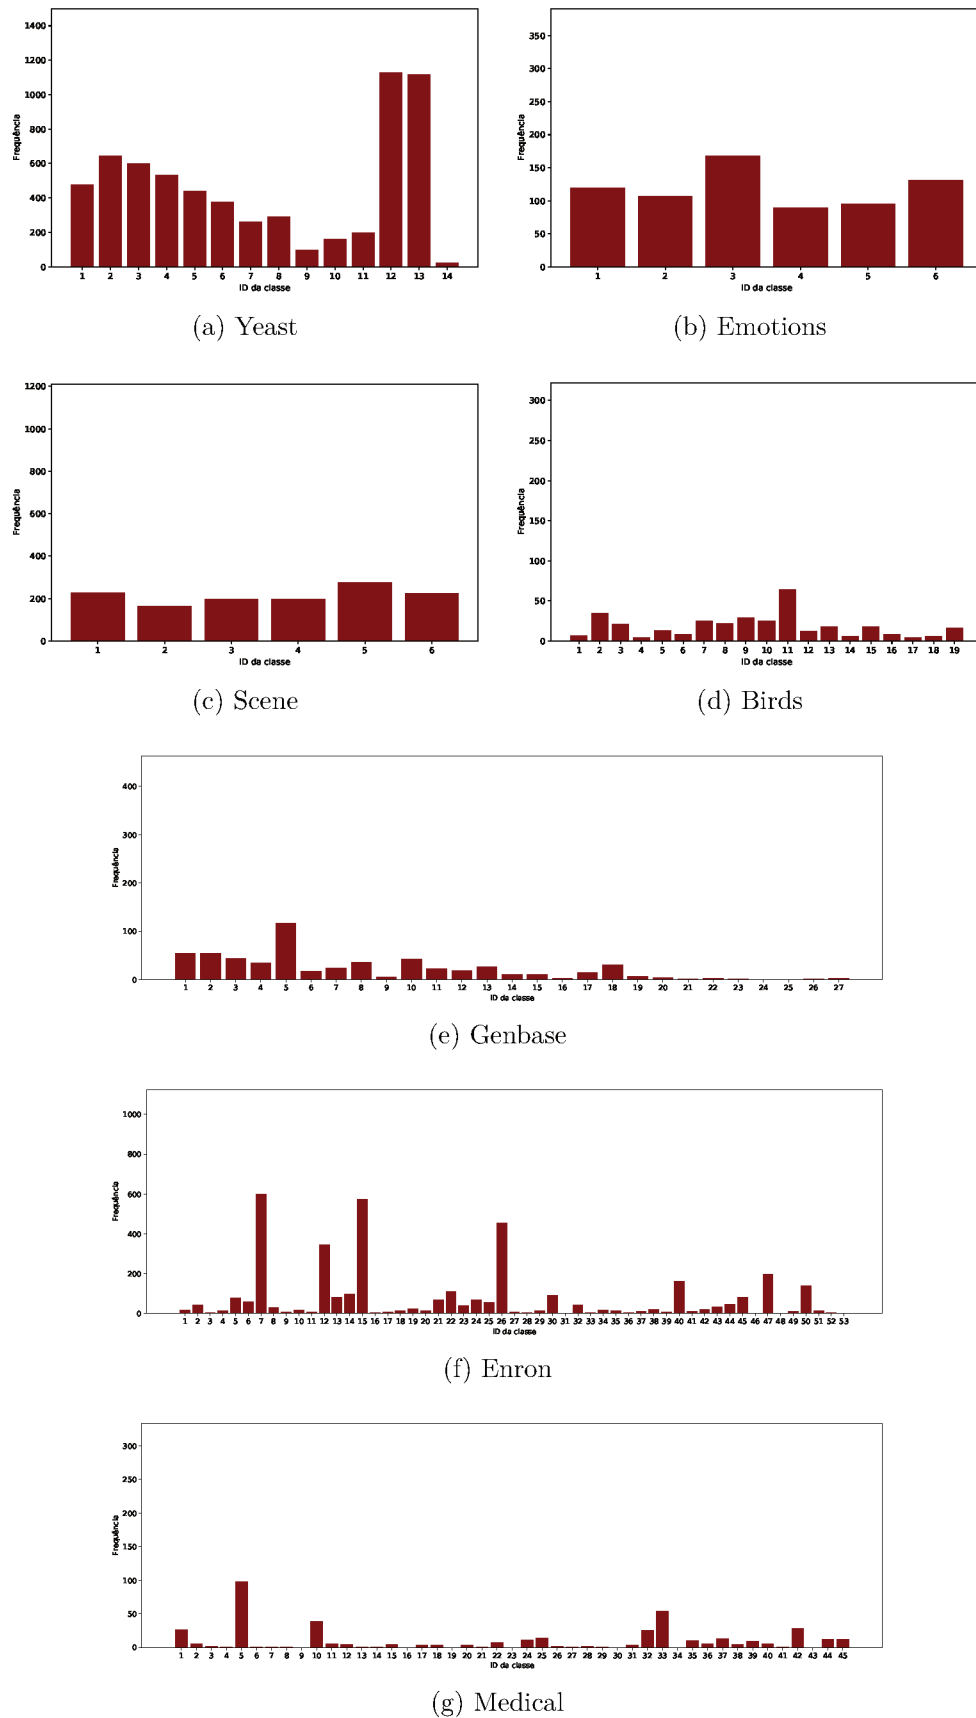 Frequência
1400
1200
1000
800
600
400
200
0
1 2 3 4 5 6 7 8 9 10 11 12 13 14
ID da classe
(a) Yeast
Frequência
350
300
250
200
150
100
50
0
1 2 3 4 5 6
ID da classe
(b) Emotions
Frequência
1200
1000
800
600
400
200
0
1 2 3 4 5 6
ID da classe
(c) Scene
Frequência
300
250
200
150
100
50
0
1 2 3 4 5 6 7 8 9 10 11 12 13 14 15 16 17 18 19
ID da classe
(d) Birds
Frequência
400
300
200
100
0
1 2 3 4 5 6 7 8 9 10 11 12 13 14 15 16 17 18 19 20 21 22 23 24 25 26 27
ID da classe
(e) Genbase
Frequência
1000
800
600
400
200
0
1 2 3 4 5 6 7 8 9 10 11 12 13 14 15 16 17 18 19 20 21 22 23 24 25 26 27 28 29 30 31 32 33 34 35 36 37 38 39 40 41 42 43 44 45 46 47 48 49 50 51 52 53
ID da classe
(f) Enron
Frequência
300
250
200
150
100
50
0
1 2 3 4 5 6 7 8 9 10 11 12 13 14 15 16 17 18 19 20 21 22 23 24 25 26 27 28 29 30 31 32 33 34 35 36 37 38 39 40 41 42 43 44 45
ID da classe
(g) Medical